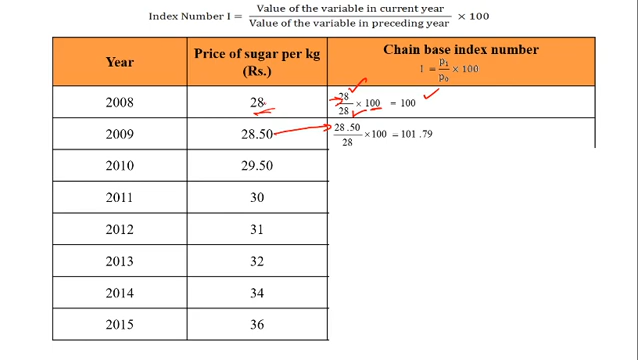 Index Number I = Value of the variable in current year / Value of the variable in preceding year × 100
Year Price of sugar per kg (Rs.) Chain base index number I = p₁/p₀ × 100
2008 28 28/28 × 100 = 100
2009 28.50 28 .50/28 ×100 = 101 .79
2010 29.50
2011 30
2012 31
2013 32
2014 34
2015 36